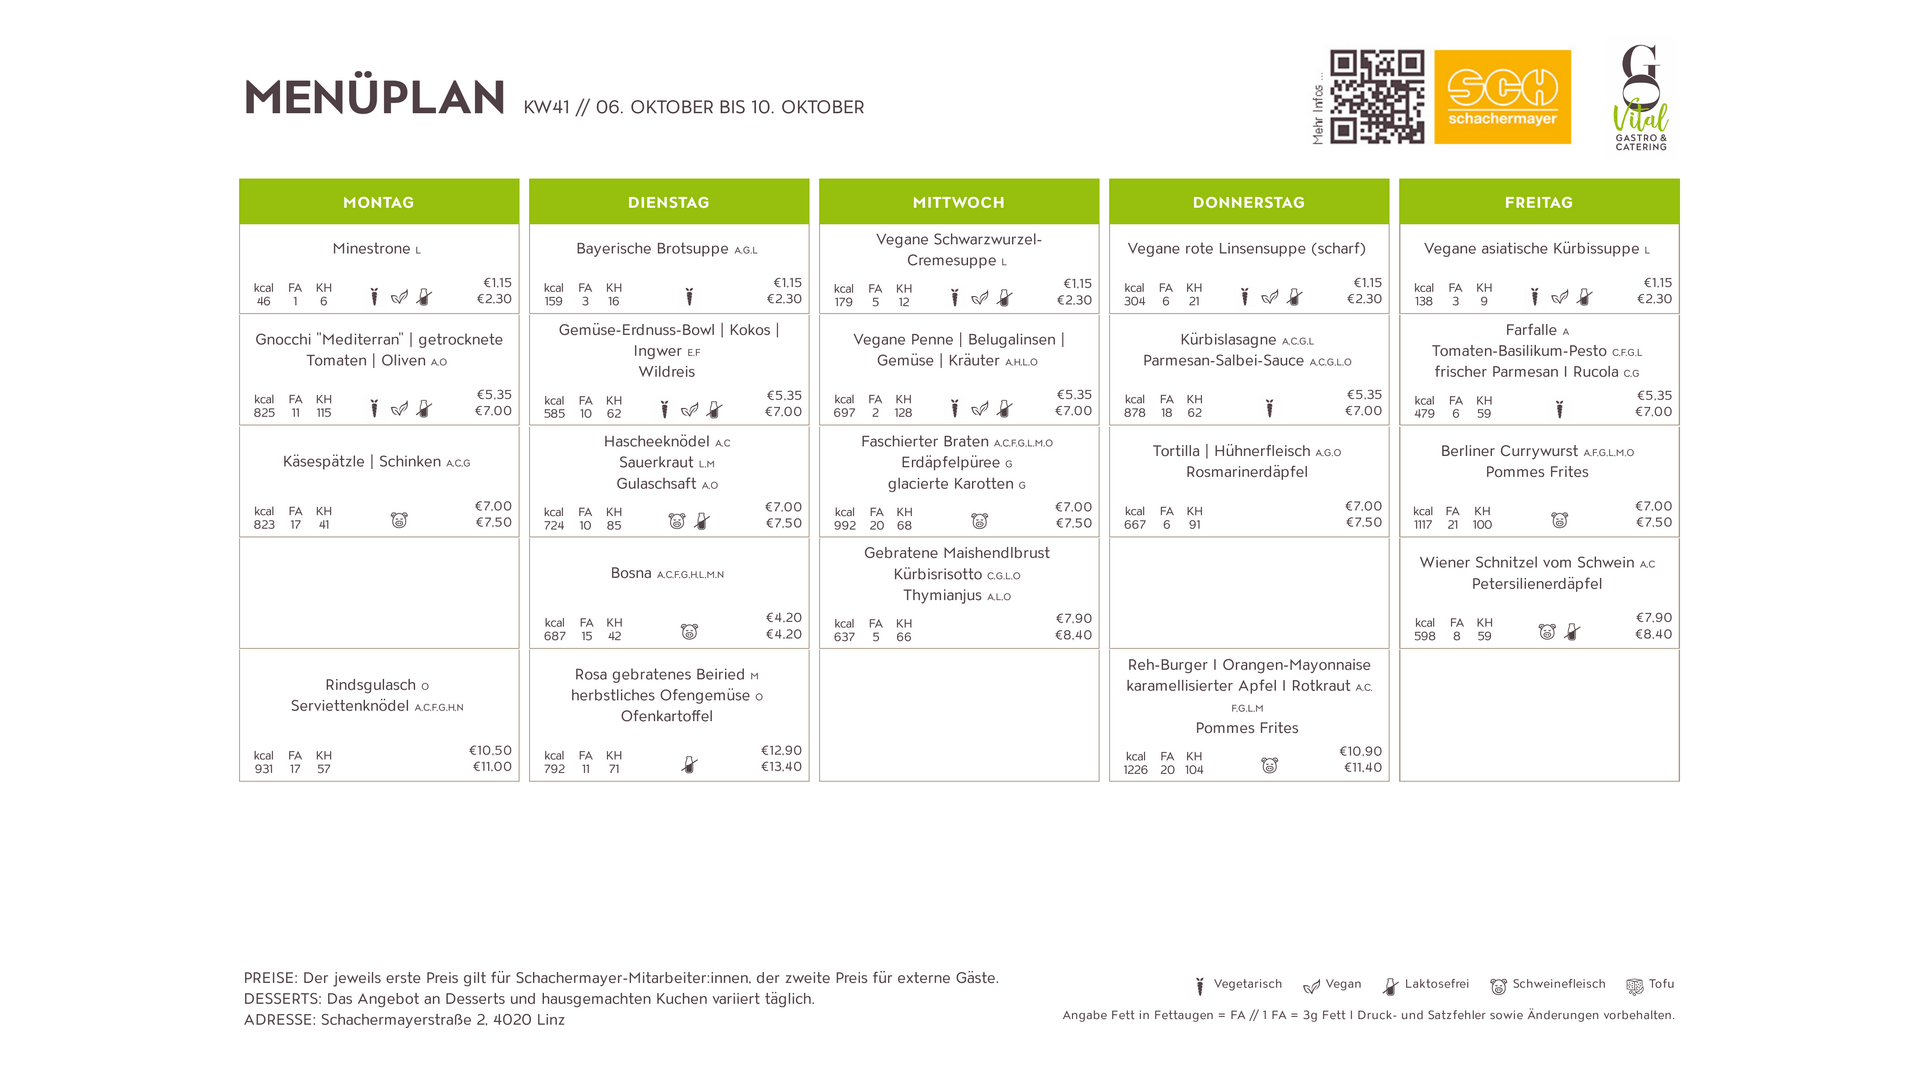 MENÜPLAN KW41 // 06. OKTOBER BIS 10. OKTOBER
Mehr Infos ...
SCH
schachermayer
GO
Vital
GASTRO &
CATERING
MONTAG
Minestrone L
kcal FA KH
46 1 6
€1,15
€2,30
Gnocchi "Mediterran" | getrocknete
Tomaten | Oliven A,O
kcal FA KH
825 11 115
€5,35
€7,00
Käsespätzle | Schinken A,C,G
kcal FA KH
823 17 41
€7,00
€7,50
Rindsgulasch O
Serviettenknödel A,C,F,G,H,N
kcal FA KH
931 17 57
€10,50
€11,00
DIENSTAG
Bayerische Brotsuppe A,G,L
kcal FA KH
159 3 16
€1,15
€2,30
Gemüse-Erdnuss-Bowl | Kokos |
Ingwer E,F
Wildreis
kcal FA KH
585 10 62
€5,35
€7,00
Hascheeknödel A,C
Sauerkraut L,M
Gulaschsaft A,O
kcal FA KH
724 10 85
€7,00
€7,50
Bosna A,C,F,G,H,L,M,N
kcal FA KH
687 15 42
€4,20
€4,20
Rosa gebratenes Beiried M
herbstliches Ofengemüse O
Ofenkartoffel
kcal FA KH
792 11 71
€12,90
€13,40
MITTWOCH
Vegane Schwarzwurzel-
Cremesuppe L
kcal FA KH
179 5 12
€1,15
€2,30
Vegane Penne | Belugalinsen |
Gemüse | Kräuter A,H,L,O
kcal FA KH
697 2 128
€5,35
€7,00
Faschierter Braten A,C,F,G,L,M,O
Erdäpfelpüree G
glacierte Karotten G
kcal FA KH
992 20 68
€7,00
€7,50
Gebratene Maishendlbrust
Kürbisrisotto C,G,L,O
Thymianjus A,L,O
kcal FA KH
637 5 66
€7,90
€8,40
DONNERSTAG
Vegane rote Linsensuppe (scharf)
kcal FA KH
304 6 21
€1,15
€2,30
Kürbislasagne A,C,G,L
Parmesan-Salbei-Sauce A,C,G,L,O
kcal FA KH
878 18 62
€5,35
€7,00
Tortilla | Hühnerfleisch A,G,O
Rosmarinerdäpfel
kcal FA KH
667 6 91
€7,00
€7,50
Reh-Burger I Orangen-Mayonnaise
karamellisierter Apfel I Rotkraut A,C,
F,G,L,M
Pommes Frites
kcal FA KH
1226 20 104
€10,90
€11,40
FREITAG
Vegane asiatische Kürbissuppe L
kcal FA KH
138 3 9
€1,15
€2,30
Farfalle A
Tomaten-Basilikum-Pesto C,F,G,L
frischer Parmesan I Rucola C,G
kcal FA KH
479 6 59
€5,35
€7,00
Berliner Currywurst A,F,G,L,M,O
Pommes Frites
kcal FA KH
1117 21 100
€7,00
€7,50
Wiener Schnitzel vom Schwein A,C
Petersilienerdäpfel
kcal FA KH
598 8 59
€7,90
€8,40
PREISE: Der jeweils erste Preis gilt für Schachermayer-Mitarbeiter:innen, der zweite Preis für externe Gäste.
DESSERTS: Das Angebot an Desserts und hausgemachten Kuchen variiert täglich.
ADRESSE: Schachermayerstraße 2, 4020 Linz
Vegetarisch Vegan Laktosefrei Schweinefleisch Tofu
Angabe Fett in Fettaugen = FA // 1 FA = 3g Fett I Druck- und Satzfehler sowie Änderungen vorbehalten.